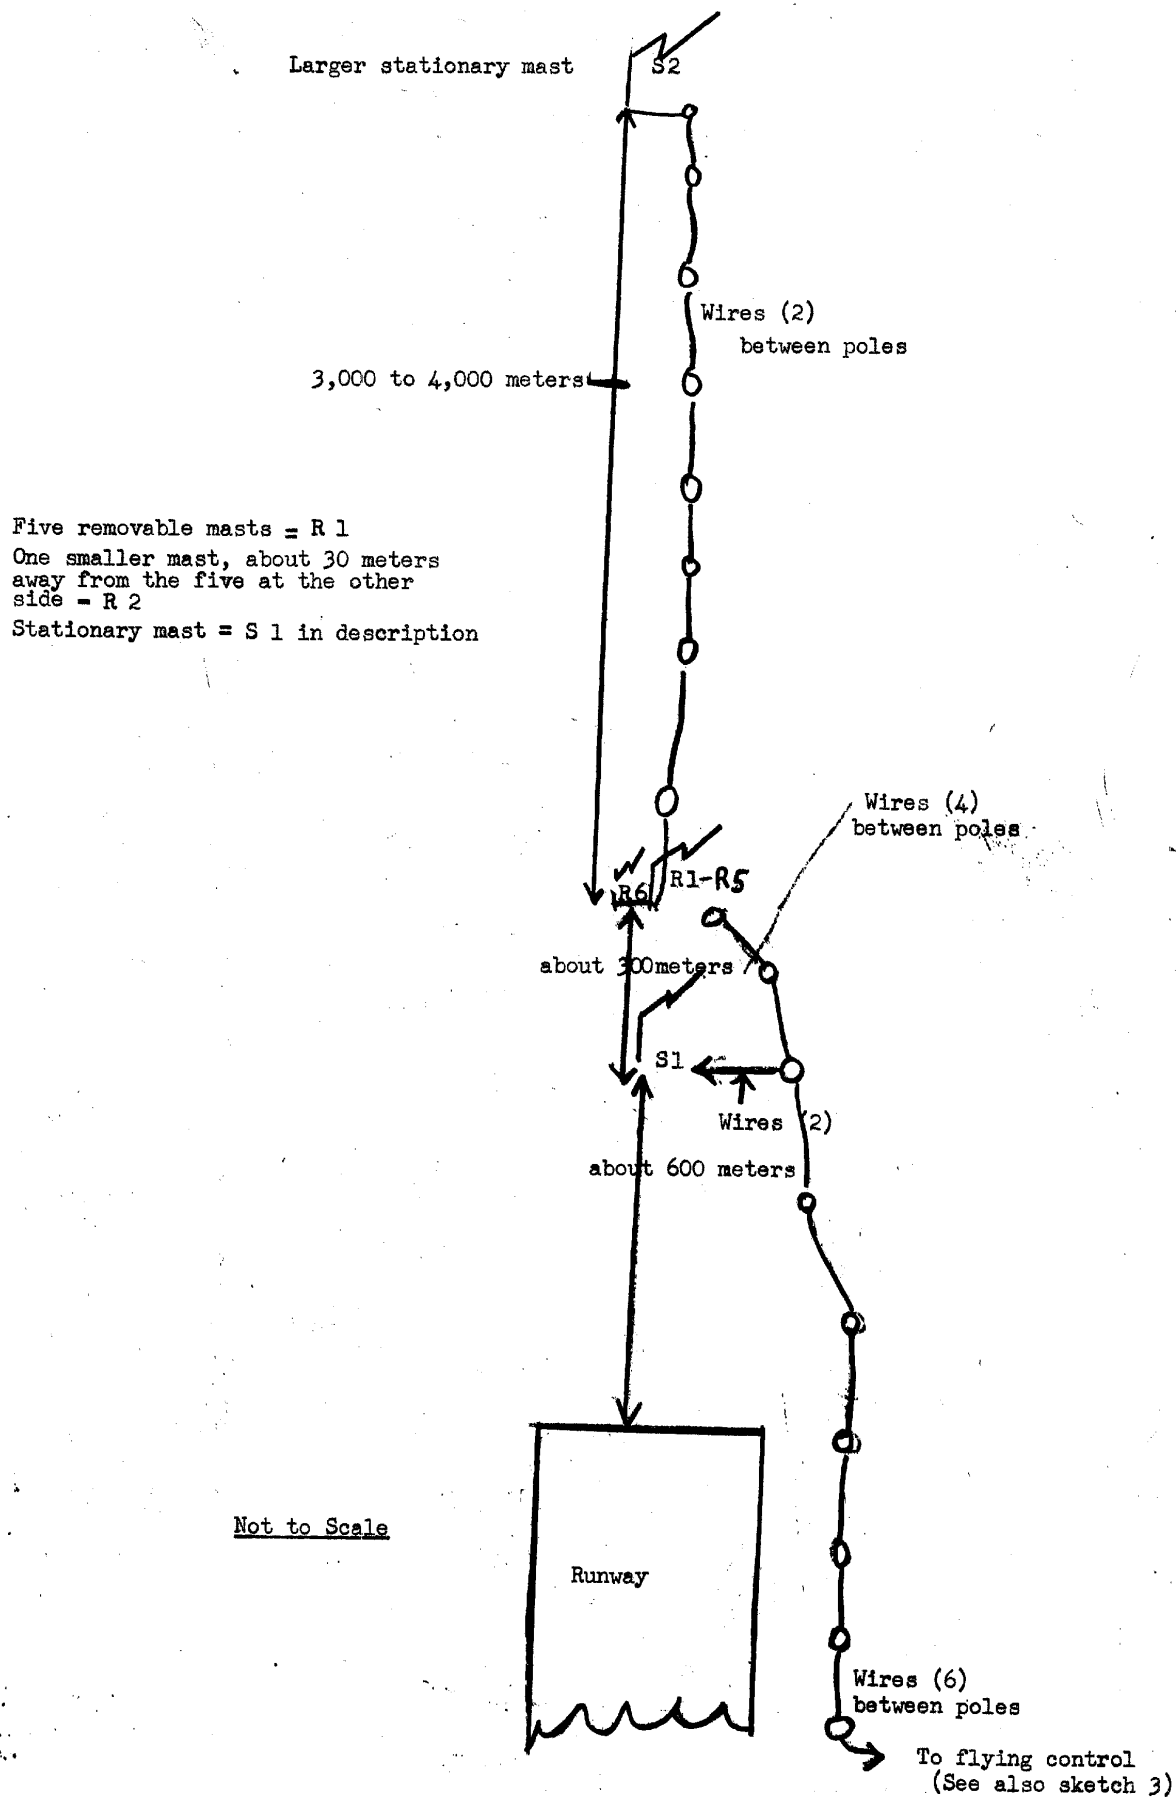 Larger stationary mast
S2
Wires (2)
between poles
3,000 to 4,000 meters
Five removable masts = R 1
One smaller mast, about 30 meters
away from the five at the other
side - R 2
Stationary mast = S 1 in description
Wires (4)
between poles
R6
R1-R5
about 300meters
S1
Wires (2)
about 600 meters
Not to Scale
Runway
Wires (6)
between poles
To flying control
(See also sketch 3)